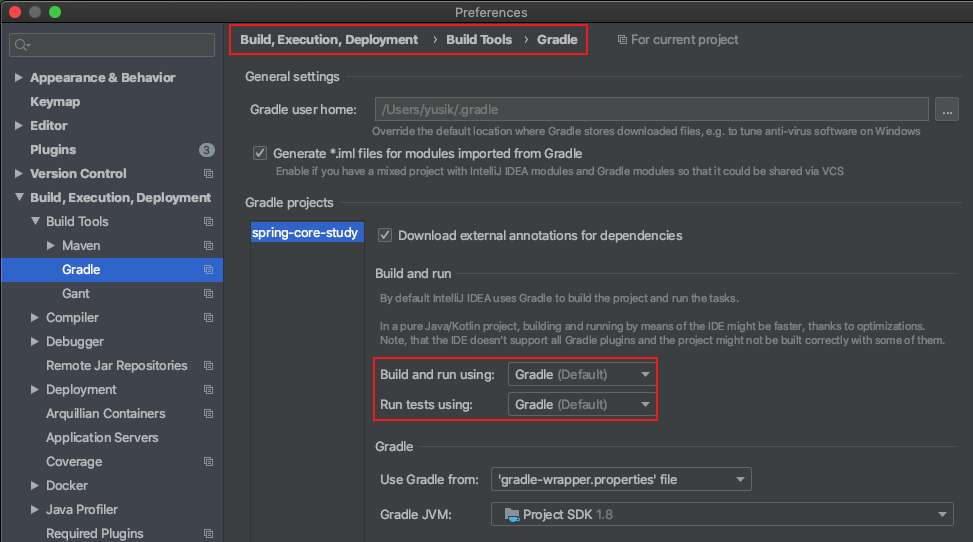 Preferences
Build, Execution, Deployment › Build Tools › Gradle
For current project
Appearance & Behavior
Keymap
Editor
Plugins 3
Version Control
Build, Execution, Deployment
Build Tools
Maven
Gradle
Gant
Compiler
Debugger
Remote Jar Repositories
Deployment
Arquillian Containers
Application Servers
Coverage
Docker
Java Profiler
Required Plugins
General settings
Gradle user home: /Users/yusik/.gradle ...
Override the default location where Gradle stores downloaded files, e.g. to tune anti-virus software on Windows
Generate *.iml files for modules imported from Gradle
Enable if you have a mixed project with IntelliJ IDEA modules and Gradle modules so that it could be shared via VCS
Gradle projects
spring-core-study
Download external annotations for dependencies
Build and run
By default IntelliJ IDEA uses Gradle to build the project and run the tasks.
In a pure Java/Kotlin project, building and running by means of the IDE might be faster, thanks to optimizations.
Note, that the IDE doesn't support all Gradle plugins and the project might not be built correctly with some of them.
Build and run using: Gradle (Default)
Run tests using: Gradle (Default)
Gradle
Use Gradle from: 'gradle-wrapper.properties' file
Gradle JVM: Project SDK 1.8